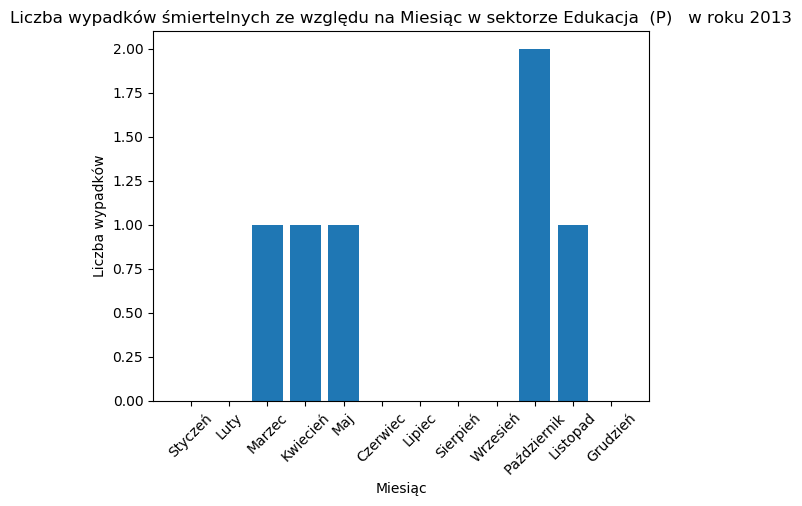 Liczba wypadków śmiertelnych ze względu na Miesiąc w sektorze Edukacja  (P)   w roku 2013
Liczba wypadków
2.00
1.75
1.50
1.25
1.00
0.75
0.50
0.25
0.00
Styczeń
Luty
Marzec
Kwiecień
Maj
Czerwiec
Lipiec
Sierpień
Wrzesień
Październik
Listopad
Grudzień
Miesiąc